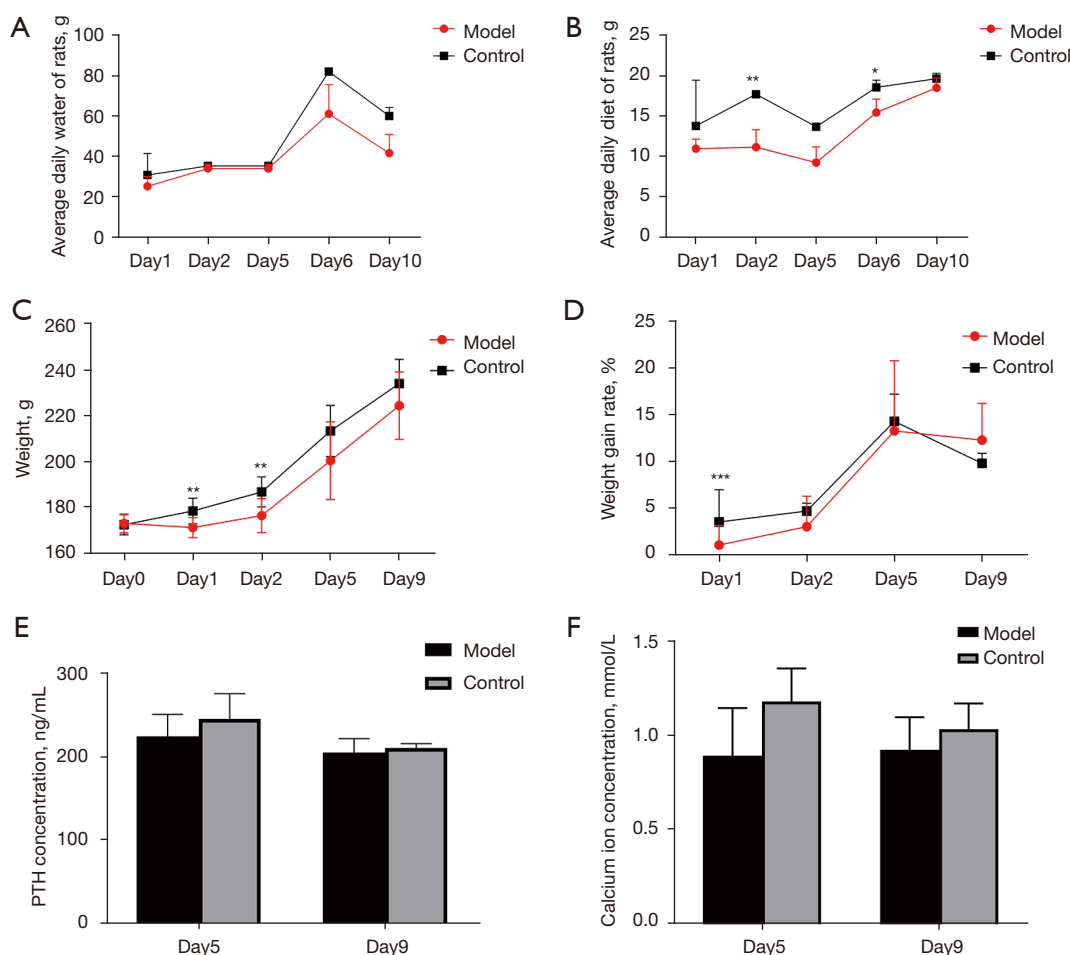 A
Average daily water of rats, g
100
80
60
40
20
0
Day1 Day2 Day5 Day6 Day10
Model
Control
B
Average daily diet of rats, g
25
20
15
10
5
0
** *
Day1 Day2 Day5 Day6 Day10
Model
Control
C
Weight, g
260
240
220
200
180
160
** **
Day0 Day1 Day2 Day5 Day9
Model
Control
D
Weight gain rate, %
25
20
15
10
5
0
***
Day1 Day2 Day5 Day9
Model
Control
E
PTH concentration, ng/mL
300
200
100
0
Day5 Day9
Model
Control
F
Calcium ion concentration, mmol/L
1.5
1.0
0.5
0.0
Day5 Day9
Model
Control